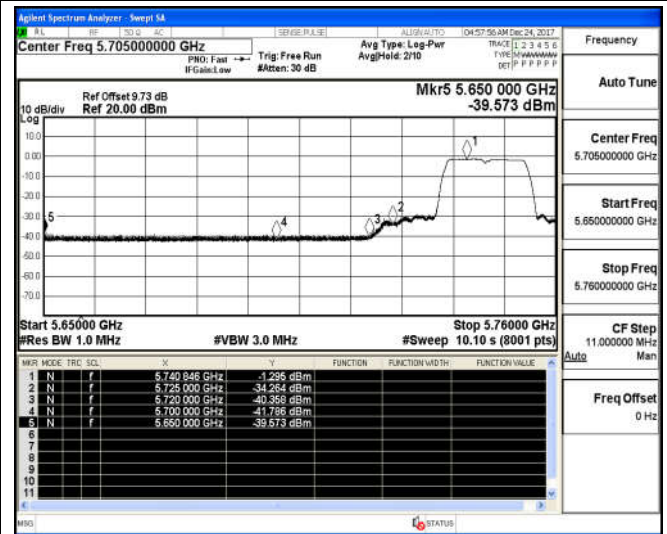 Agilent Spectrum Analyzer - Swept SA
RL RF 50 Ω AC SENSE:PULSE ALIGN AUTO 04:57:56 AM Dec 24, 2017
Center Freq 5.705000000 GHz
PNO: Fast
IFGain:Low
Trig: Free Run
#Atten: 30 dB
Avg Type: Log-Pwr
Avg|Hold: 2/10
TRACE 1 2 3 4 5 6
TYPE
DET P P P P P P
Ref Offset 9.73 dB
10 dB/div Ref 20.00 dBm
Log
Mkr5 5.650 000 GHz
-39.573 dBm
10.0
0.00
-10.0
-20.0
-30.0
-40.0
-50.0
-60.0
-70.0
1
2
3
4
5
Start 5.65000 GHz Stop 5.76000 GHz
#Res BW 1.0 MHz #VBW 3.0 MHz #Sweep 10.10 s (8001 pts)
MKR MODE TRC SCL X Y FUNCTION FUNCTION WIDTH FUNCTION VALUE
1 N f 5.740 846 GHz -1.295 dBm
2 N f 5.725 000 GHz -34.264 dBm
3 N f 5.720 000 GHz -40.358 dBm
4 N f 5.700 000 GHz -41.786 dBm
5 N f 5.650 000 GHz -39.573 dBm
6
7
8
9
10
11
MSG STATUS
Frequency
Auto Tune
Center Freq
5.705000000 GHz
Start Freq
5.650000000 GHz
Stop Freq
5.760000000 GHz
CF Step
11.000000 MHz
Auto Man
Freq Offset
0 Hz